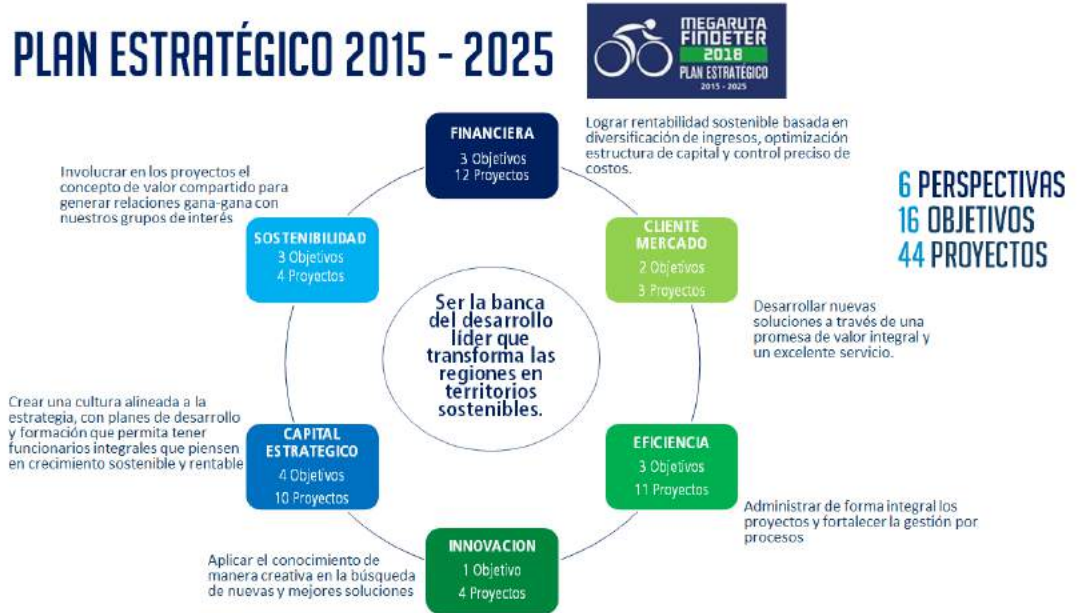 PLAN ESTRATÉGICO 2015 - 2025
MEGARUTA
FINDETER
2018
PLAN ESTRATÉGICO
2015 - 2025
FINANCIERA
3 Objetivos
12 Proyectos
Lograr rentabilidad sostenible basada en
diversificación de ingresos, optimización
estructura de capital y control preciso de
costos.
6 PERSPECTIVAS
16 OBJETIVOS
44 PROYECTOS
CLIENTE
MERCADO
2 Objetivos
3 Proyectos
Desarrollar nuevas
soluciones a través de una
promesa de valor integral y
un excelente servicio.
EFICIENCIA
3 Objetivos
11 Proyectos
Administrar de forma integral los
proyectos y fortalecer la gestión por
procesos
INNOVACION
1 Objetivo
4 Proyectos
Aplicar el conocimiento de
manera creativa en la búsqueda
de nuevas y mejores soluciones
CAPITAL
ESTRATEGICO
4 Objetivos
10 Proyectos
Crear una cultura alineada a la
estrategia, con planes de desarrollo
y formación que permita tener
funcionarios integrales que piensen
en crecimiento sostenible y rentable
SOSTENIBILIDAD
3 Objetivos
4 Proyectos
Involucrar en los proyectos el
concepto de valor compartido para
generar relaciones gana-gana con
nuestros grupos de interés
Ser la banca
del desarrollo
líder que
transforma las
regiones en
territorios
sostenibles.